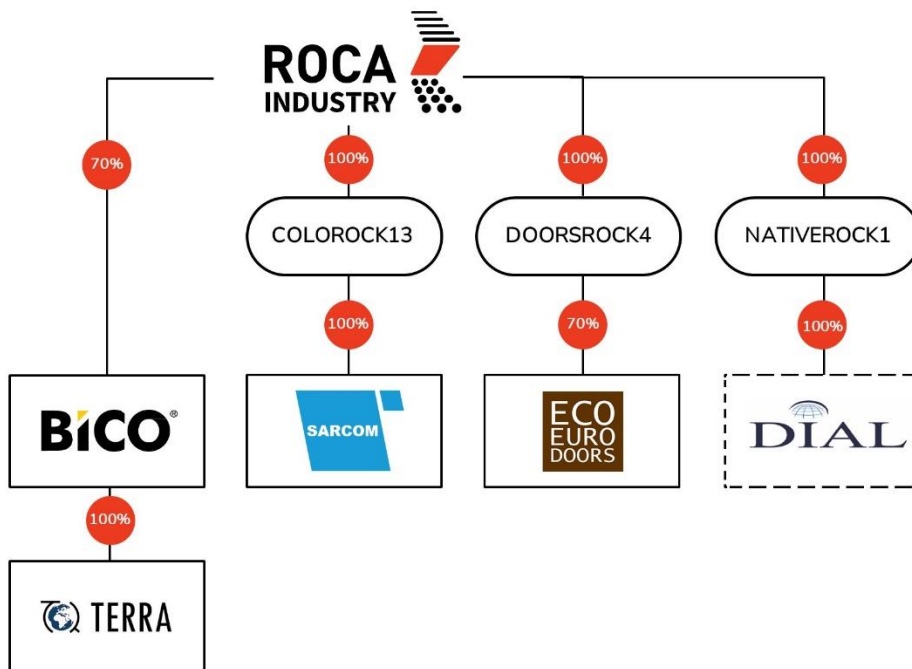 ROCA
INDUSTRY
70%
100%
100%
100%
COLOROCK13
DOORSROCK4
NATIVEROCK1
100%
70%
100%
BiCO®
SARCOM
ECO
EURO
DOORS
DIAL
100%
TERRA